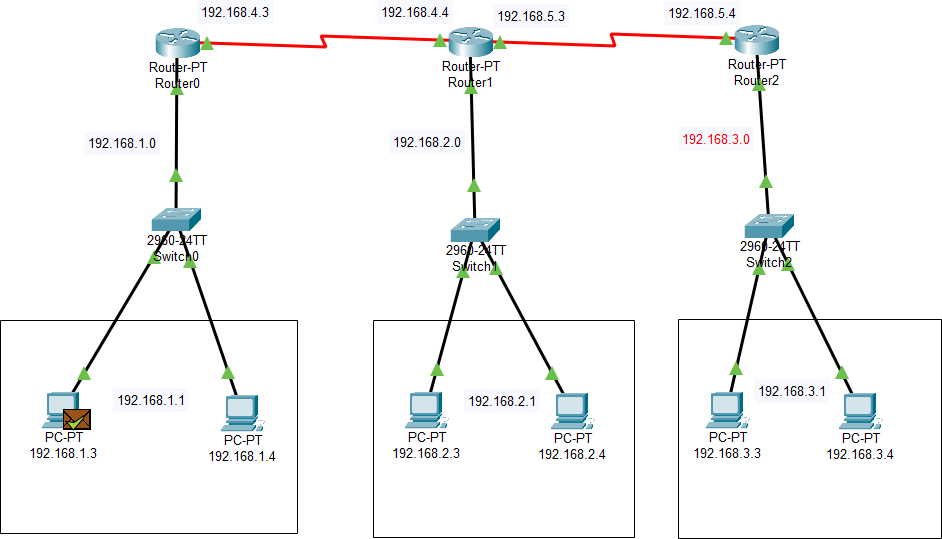 192.168.4.3
192.168.4.4
192.168.5.3
192.168.5.4
Router-PT
Router0
Router-PT
Router1
Router-PT
Router2
192.168.1.0
192.168.2.0
192.168.3.0
2960-24TT
Switch0
2960-24TT
Switch1
2960-24TT
Switch2
192.168.1.1
192.168.2.1
192.168.3.1
PC-PT
192.168.1.3
PC-PT
192.168.1.4
PC-PT
192.168.2.3
PC-PT
192.168.2.4
PC-PT
192.168.3.3
PC-PT
192.168.3.4